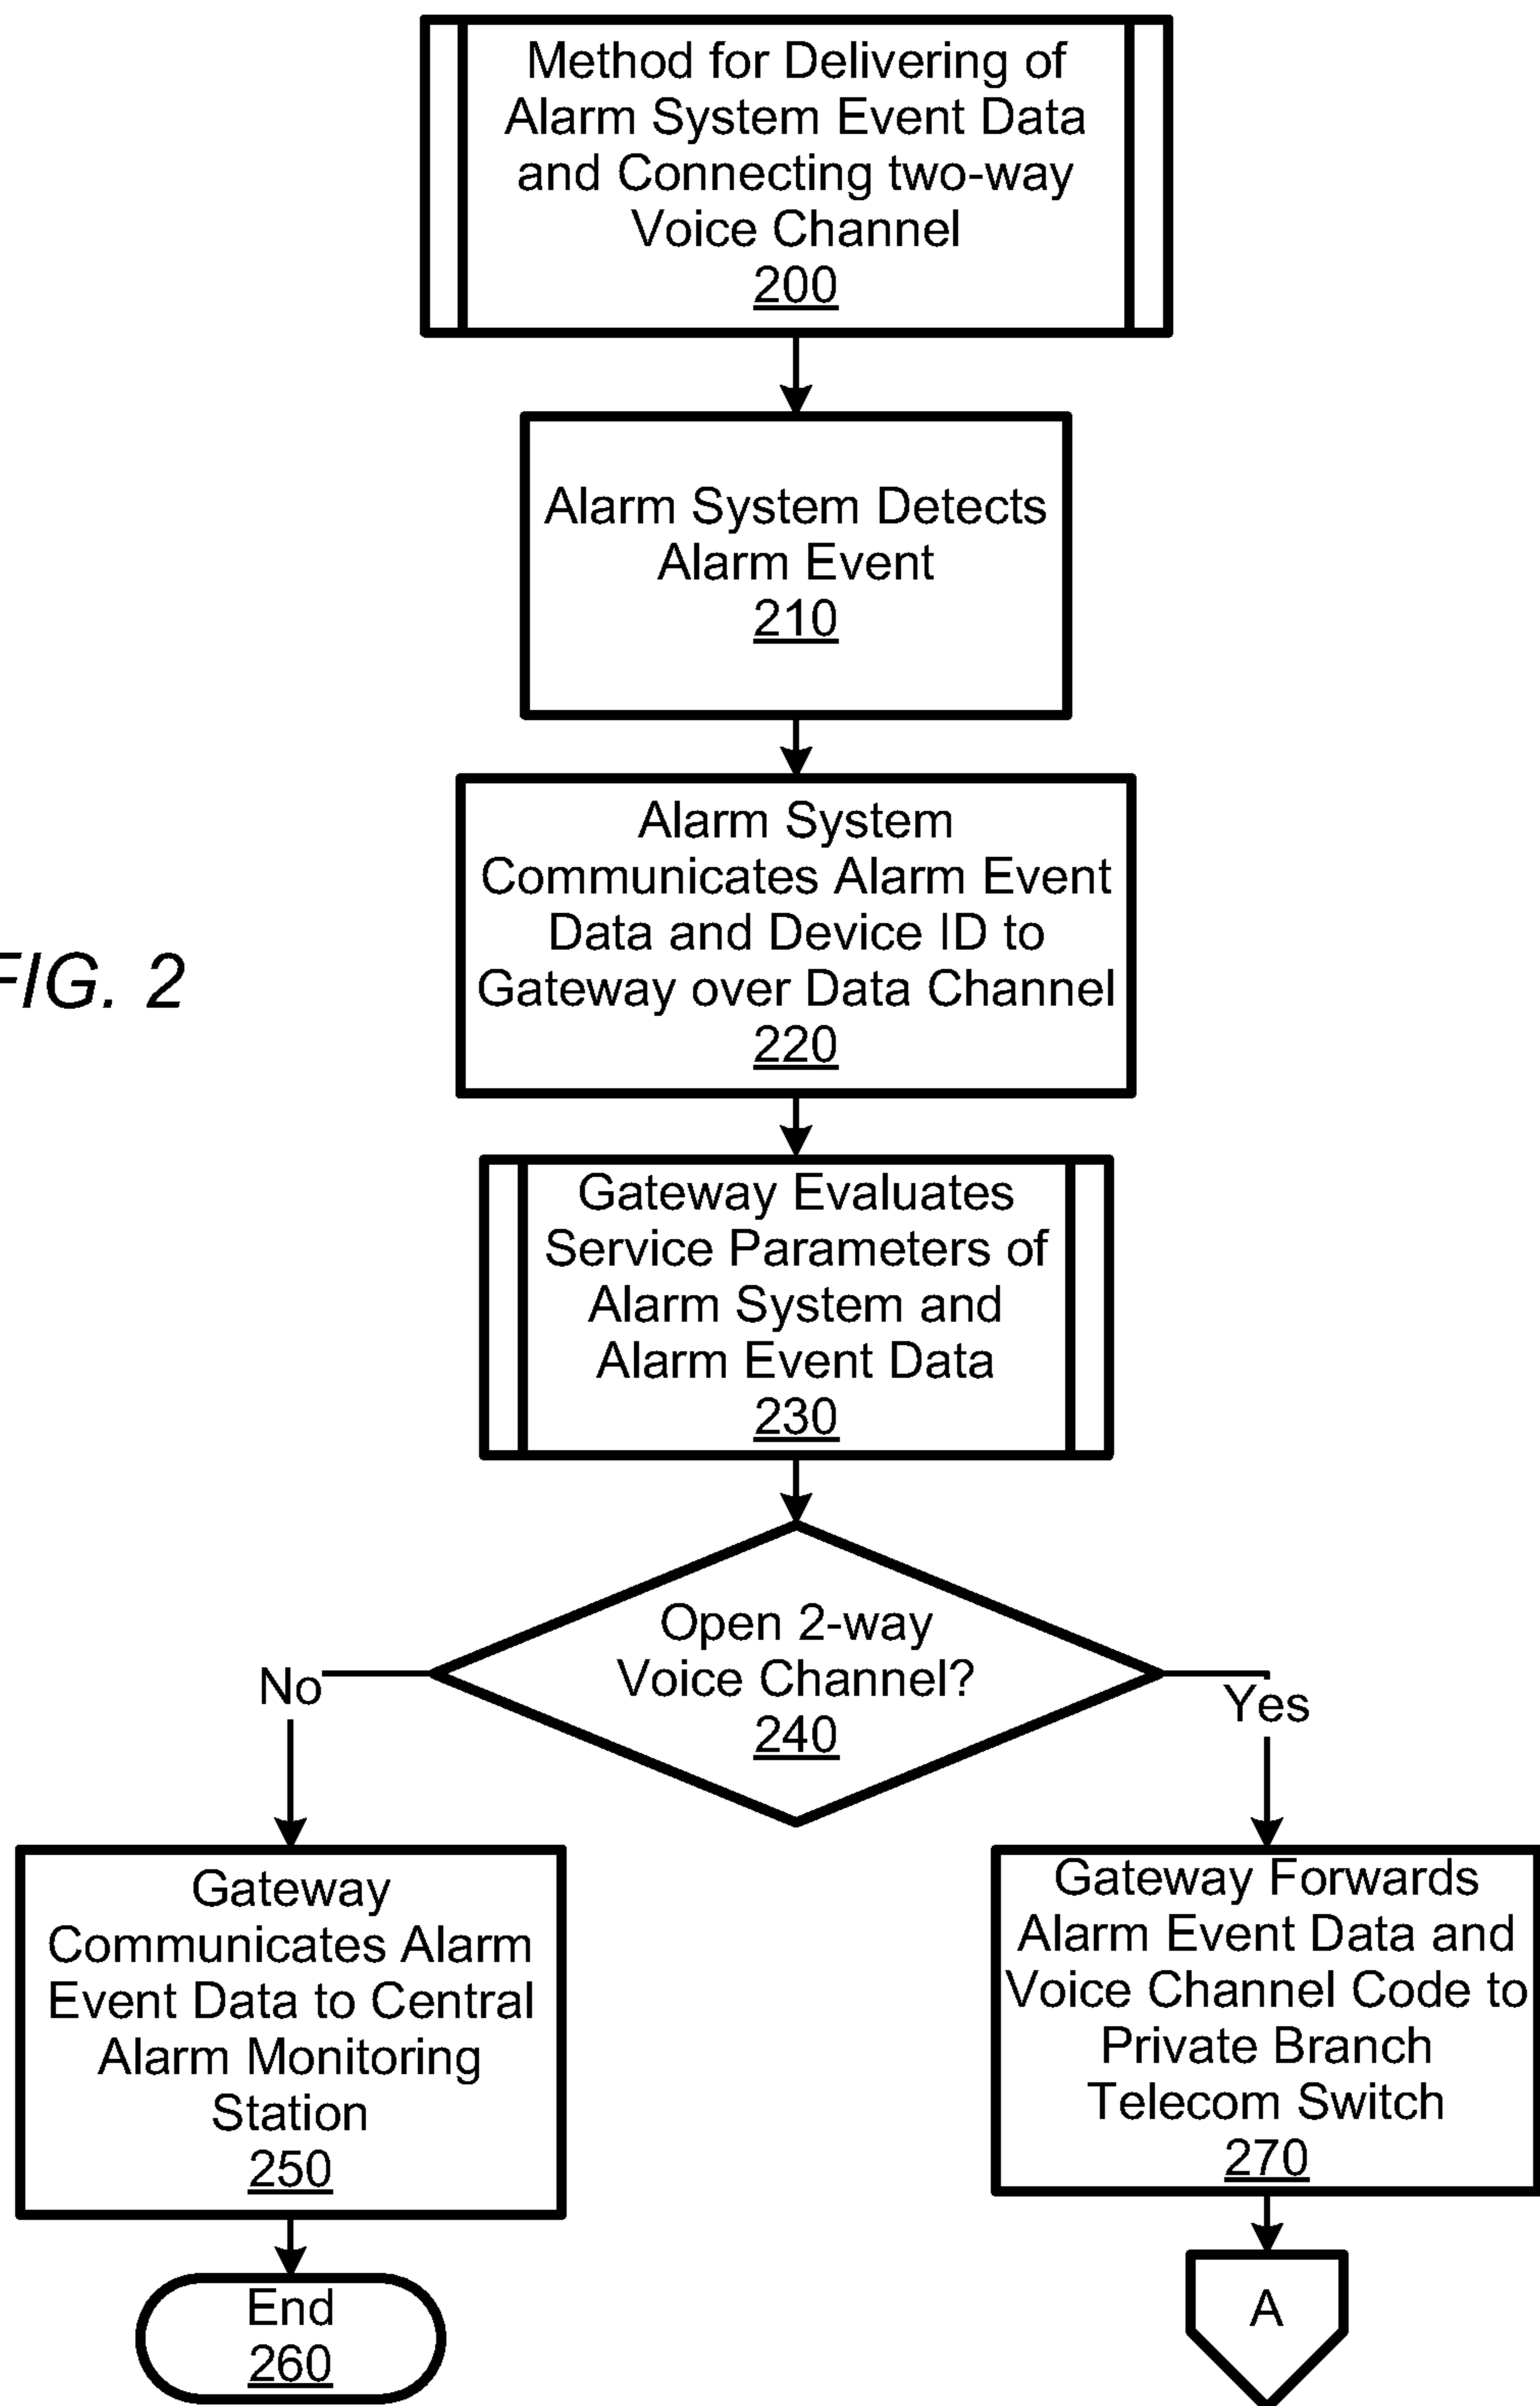 Method for Delivering of
Alarm System Event Data
and Connecting two-way
Voice Channel
200
Alarm System Detects
Alarm Event
210
Alarm System
Communicates Alarm Event
Data and Device ID to
Gateway over Data Channel
220
FIG. 2
Gateway Evaluates
Service Parameters of
Alarm System and
Alarm Event Data
230
Open 2-way
Voice Channel?
240
No
Yes
Gateway
Communicates Alarm
Event Data to Central
Alarm Monitoring
Station
250
Gateway Forwards
Alarm Event Data and
Voice Channel Code to
Private Branch
Telecom Switch
270
End
260
A